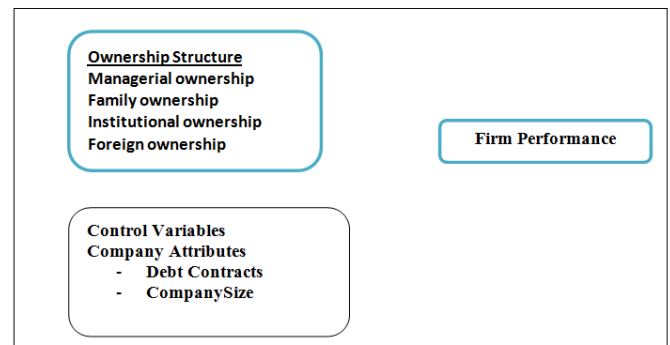 Ownership Structure
Managerial ownership
Family ownership
Institutional ownership
Foreign ownership
Firm Performance
Control Variables
Company Attributes
- Debt Contracts
- CompanySize